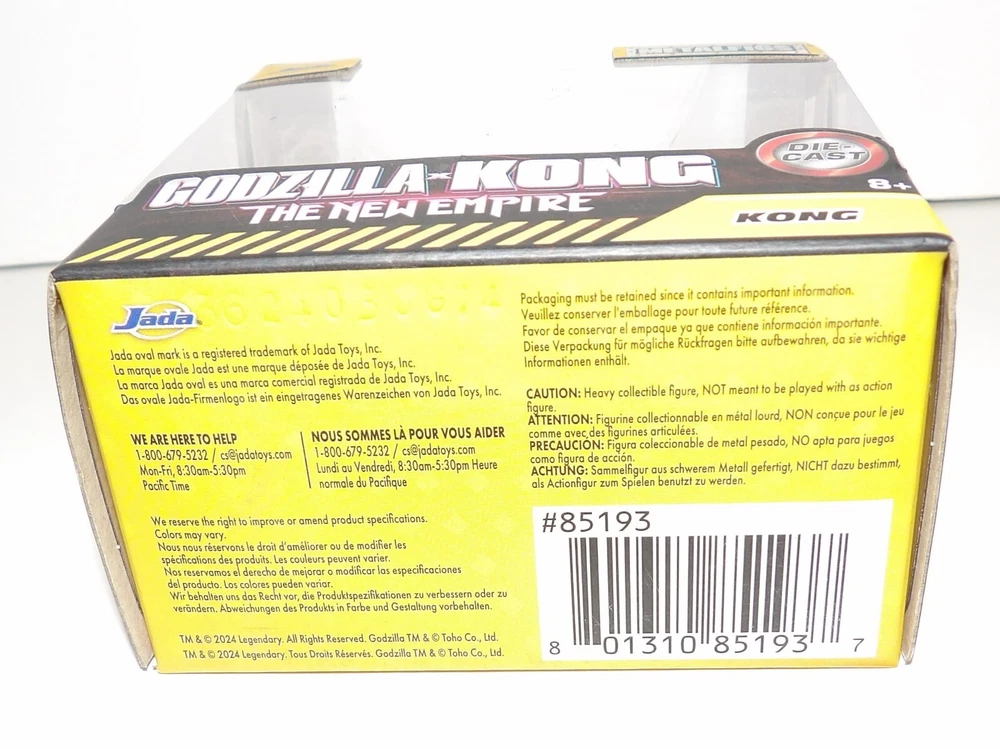 METALFIGS
DIE-
CAST
8+
GODZILLA × KONG
THE NEW EMPIRE
KONG
Jada
Jada oval mark is a registered trademark of Jada Toys, Inc.
La marque ovale Jada est une marque déposée de Jada Toys, Inc.
La marca Jada oval es una marca comercial registrada de Jada Toys, Inc.
Das ovale Jada-Firmenlogo ist ein eingetragenes Warenzeichen von Jada Toys, Inc.
WE ARE HERE TO HELP
1-800-679-5232 / cs@jadatoys.com
Mon-Fri, 8:30am-5:30pm
Pacific Time
NOUS SOMMES LÀ POUR VOUS AIDER
1-800-679-5232 / cs@jadatoys.com
Lundi au Vendredi, 8:30am-5:30pm Heure
normale du Pacifique
We reserve the right to improve or amend product specifications.
Colors may vary.
Nous nous réservons le droit d'améliorer ou de modifier les
spécifications des produits. Les couleurs peuvent varier.
Nos reservamos el derecho de mejorar o modificar las especificaciones
del producto. Los colores pueden variar.
Wir behalten uns das Recht vor, die Produktspezifikationen zu verbessern oder zu
verändern. Abweichungen des Produkts in Farbe und Gestaltung vorbehalten.
TM & © 2024 Legendary. All Rights Reserved. Godzilla TM & © Toho Co., Ltd.
TM & © 2024 Legendary. Tous Droits Réservés. Godzilla TM & © Toho Co., Ltd.
Packaging must be retained since it contains important information.
Veuillez conserver l'emballage pour toute future référence.
Favor de conservar el empaque ya que contiene información importante.
Diese Verpackung für mögliche Rückfragen bitte aufbewahren, da sie wichtige
Informationen enthält.
CAUTION: Heavy collectible figure, NOT meant to be played with as action
figure.
ATTENTION: Figurine collectionnable en métal lourd, NON conçue pour le jeu
comme avec des figurines articulées.
PRECAUCION: Figura coleccionable de metal pesado, NO apta para juegos
como figura de acción.
ACHTUNG: Sammelfigur aus schwerem Metall gefertigt, NICHT dazu bestimmt,
als Actionfigur zum Spielen benutzt zu werden.
#85193
8 01310 85193 7